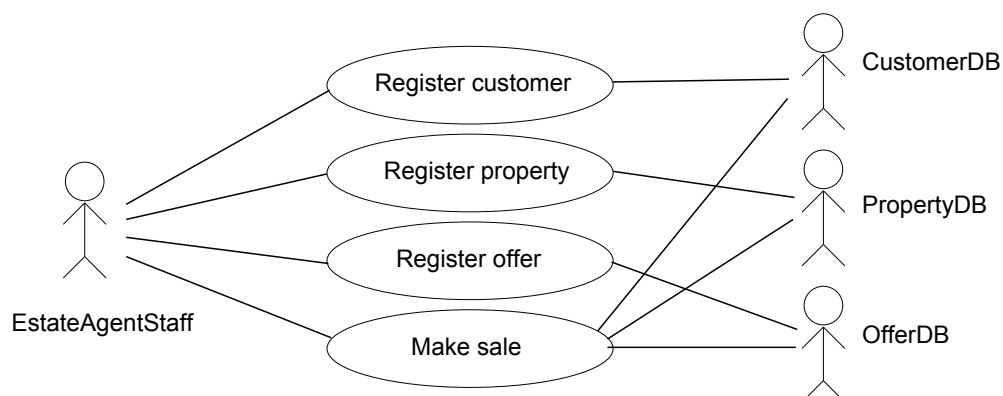 Register customer
CustomerDB
Register property
PropertyDB
Register offer
EstateAgentStaff
Make sale
OfferDB